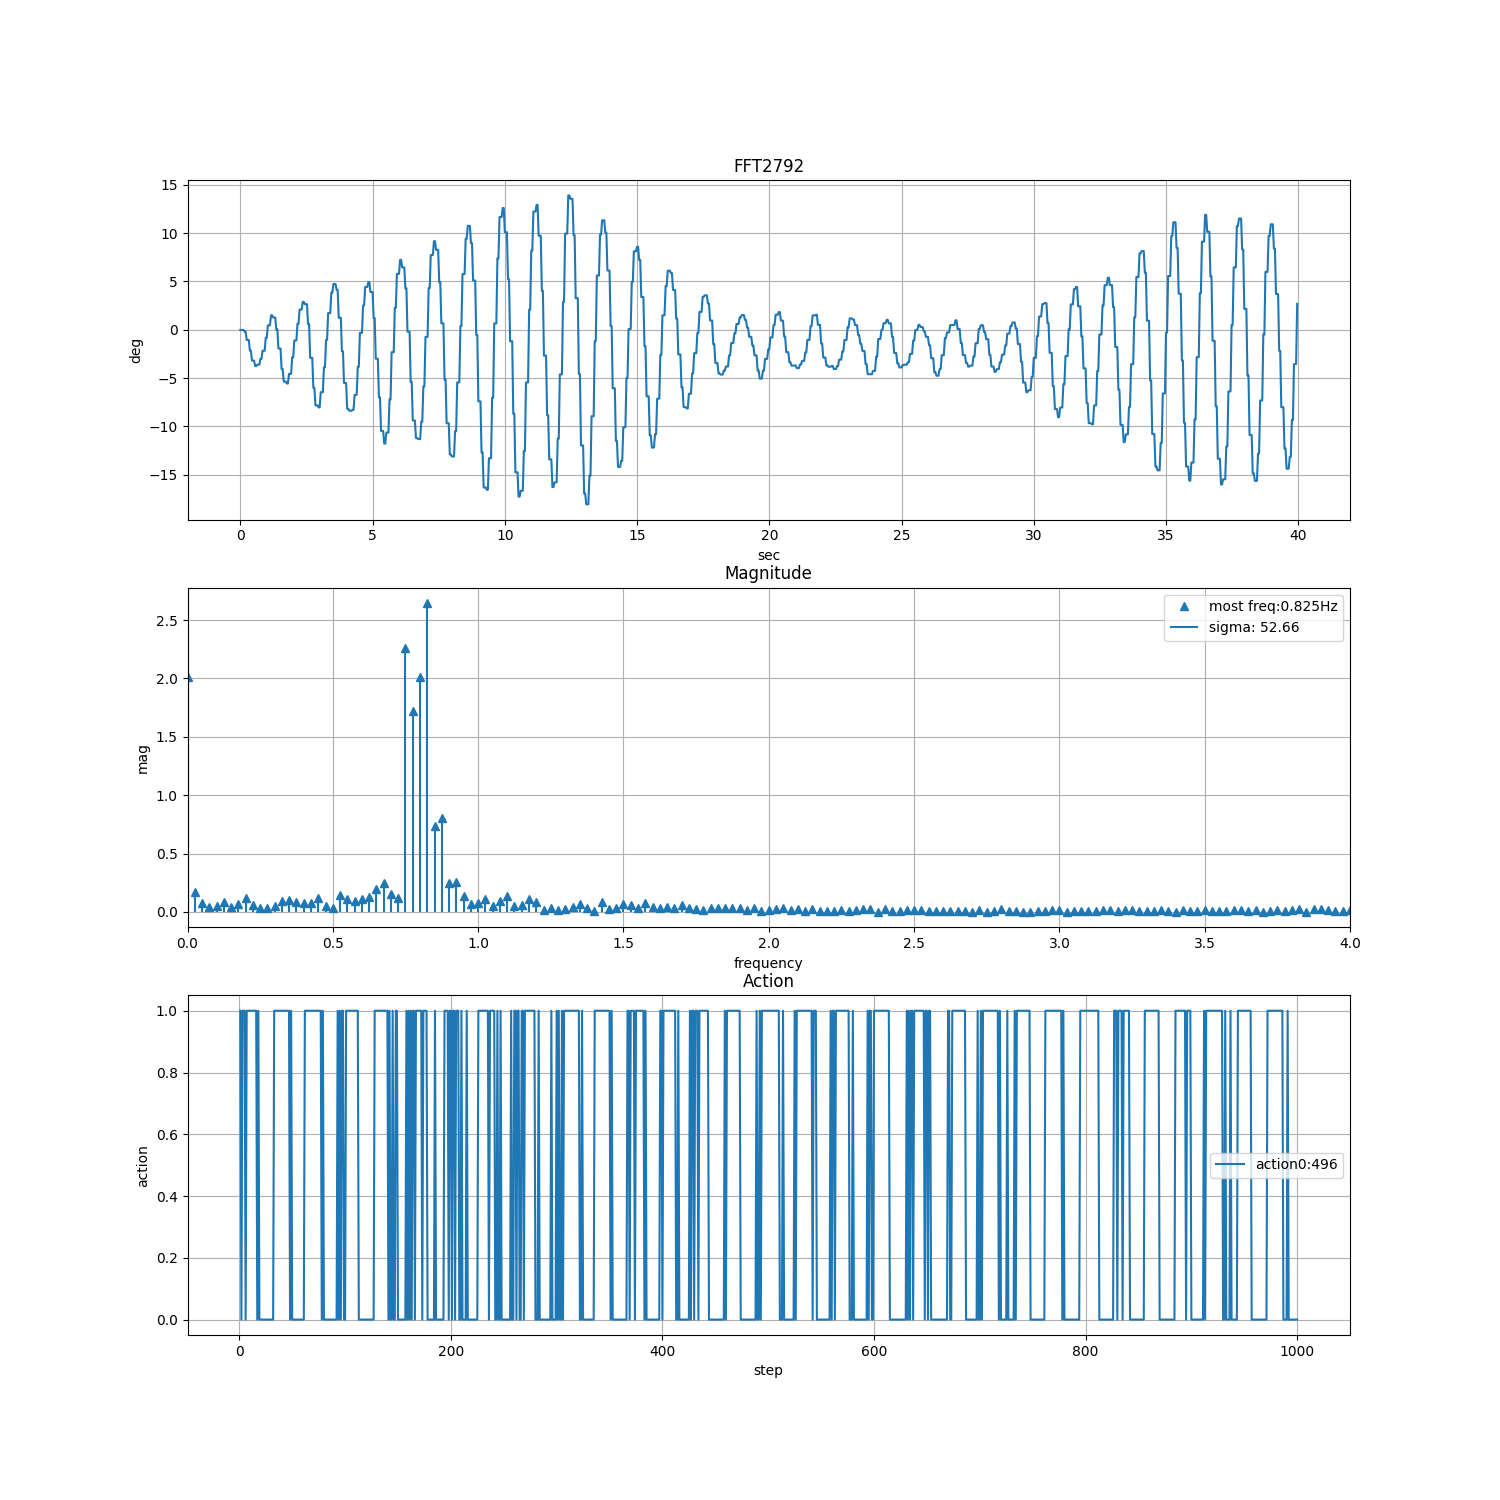 FFT2792
15
10
5
0
−5
−10
−15
deg
0 5 10 15 20 25 30 35 40
sec
Magnitude
2.5
2.0
1.5
1.0
0.5
0.0
mag
most freq:0.825Hz
sigma: 52.66
0.0 0.5 1.0 1.5 2.0 2.5 3.0 3.5 4.0
frequency
Action
1.0
0.8
0.6
0.4
0.2
0.0
action
action0:496
0 200 400 600 800 1000
step